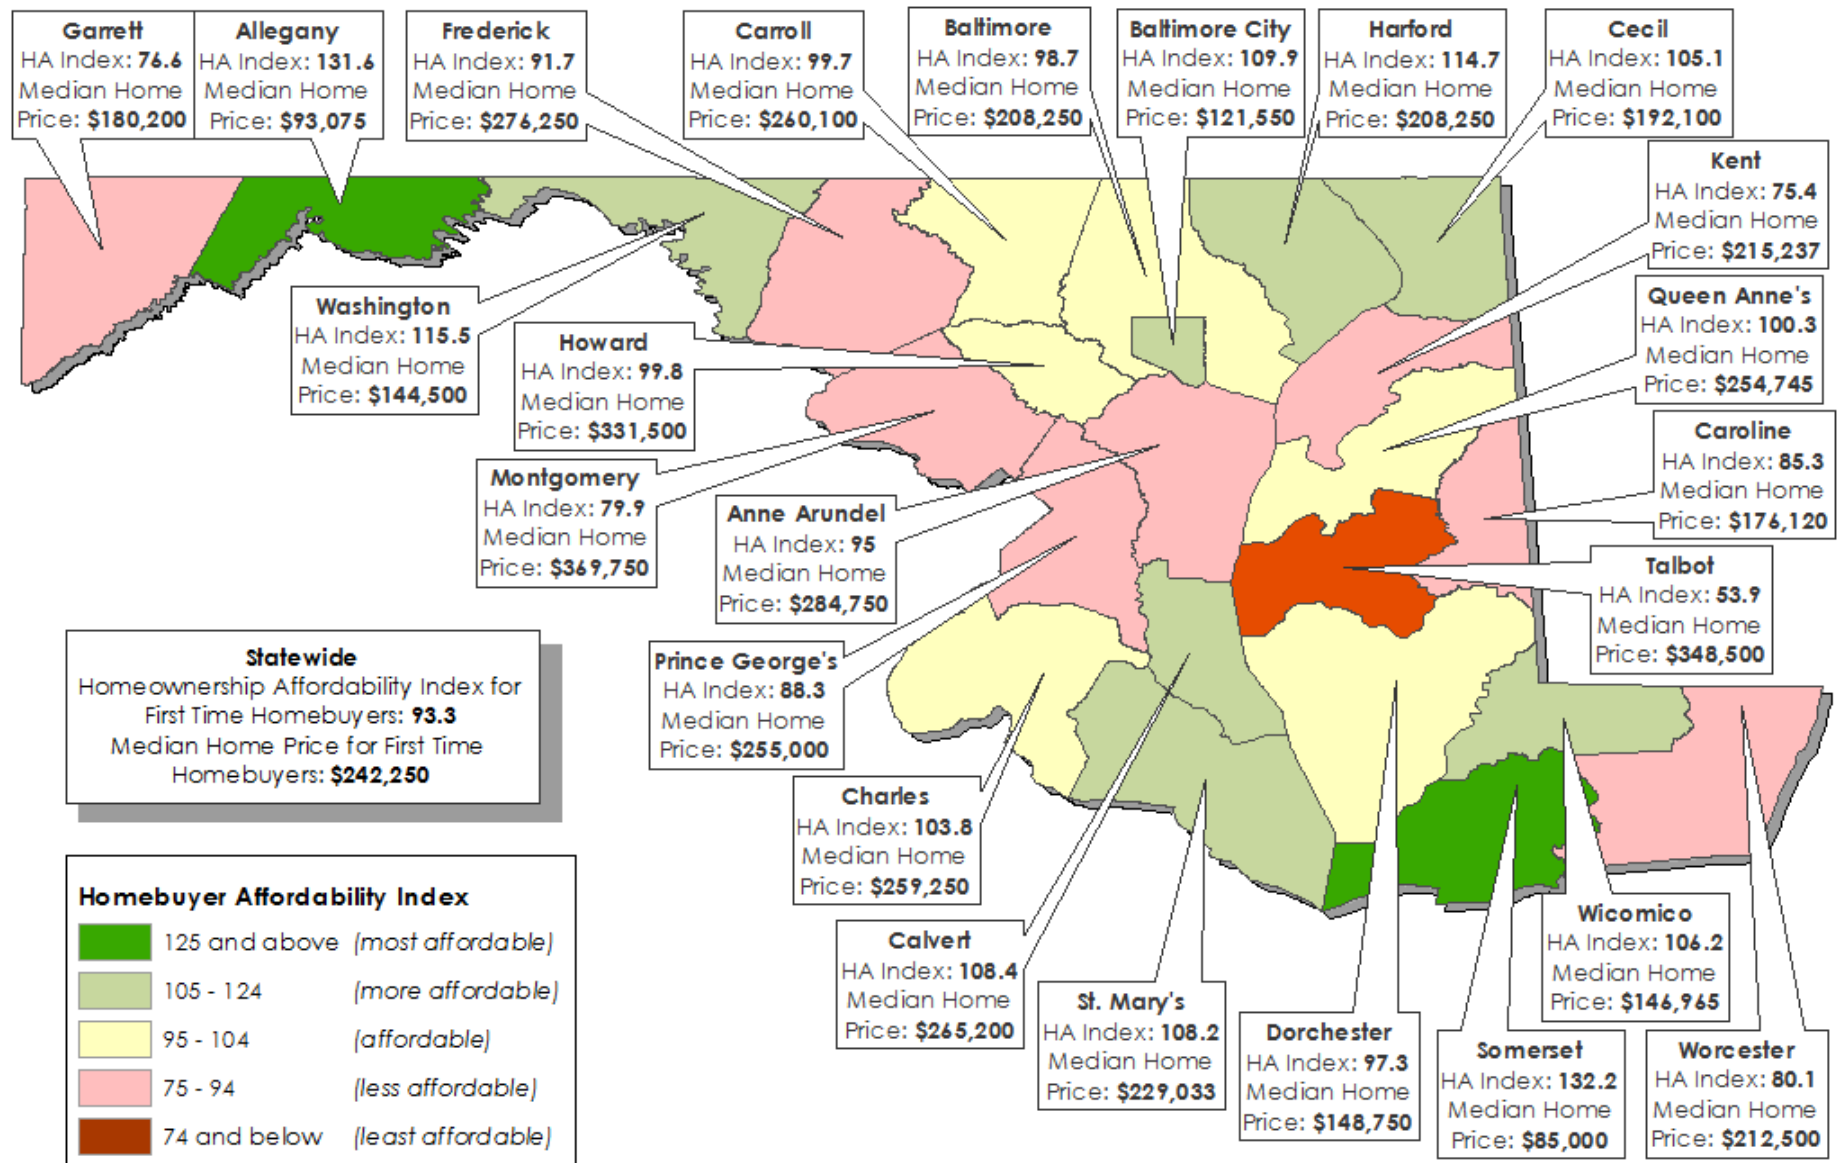 Garrett
HA Index: 76.6
Median Home
Price: $180,200
Allegany
HA Index: 131.6
Median Home
Price: $93,075
Frederick
HA Index: 91.7
Median Home
Price: $276,250
Carroll
HA Index: 99.7
Median Home
Price: $260,100
Baltimore
HA Index: 98.7
Median Home
Price: $208,250
Baltimore City
HA Index: 109.9
Median Home
Price: $121,550
Harford
HA Index: 114.7
Median Home
Price: $208,250
Cecil
HA Index: 105.1
Median Home
Price: $192,100
Kent
HA Index: 75.4
Median Home
Price: $215,237
Washington
HA Index: 115.5
Median Home
Price: $144,500
Howard
HA Index: 99.8
Median Home
Price: $331,500
Queen Anne's
HA Index: 100.3
Median Home
Price: $254,745
Caroline
HA Index: 85.3
Median Home
Price: $176,120
Montgomery
HA Index: 79.9
Median Home
Price: $369,750
Anne Arundel
HA Index: 95
Median Home
Price: $284,750
Talbot
HA Index: 53.9
Median Home
Price: $348,500
Prince George's
HA Index: 88.3
Median Home
Price: $255,000
Statewide
Homeownership Affordability Index for
First Time Homebuyers: 93.3
Median Home Price for First Time
Homebuyers: $242,250
Charles
HA Index: 103.8
Median Home
Price: $259,250
Calvert
HA Index: 108.4
Median Home
Price: $265,200
St. Mary's
HA Index: 108.2
Median Home
Price: $229,033
Dorchester
HA Index: 97.3
Median Home
Price: $148,750
Wicomico
HA Index: 106.2
Median Home
Price: $146,965
Somerset
HA Index: 132.2
Median Home
Price: $85,000
Worcester
HA Index: 80.1
Median Home
Price: $212,500
Homebuyer Affordability Index
125 and above (most affordable)
105 - 124 (more affordable)
95 - 104 (affordable)
75 - 94 (less affordable)
74 and below (least affordable)